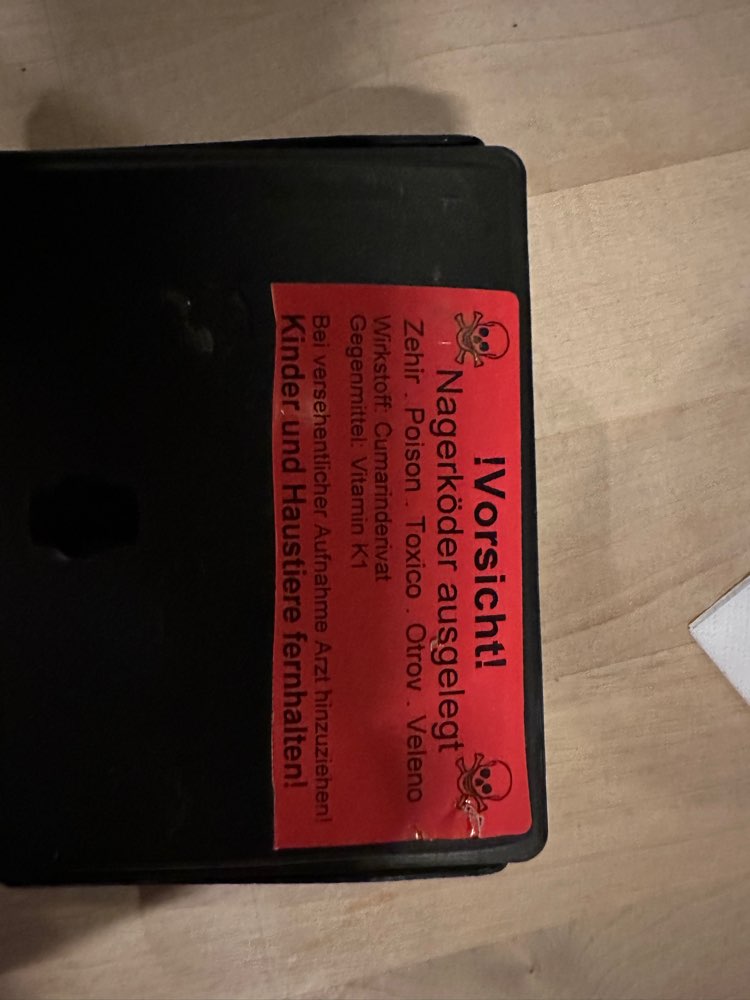 !Vorsicht!
Nagerköder ausgelegt
Zehir . Poison . Toxico . Otrov . Veleno
Wirkstoff: Cumarinderivat
Gegenmittel: Vitamin K1
Bei versehentlicher Aufnahme Arzt hinzuziehen!
Kinder und Haustiere fernhalten!